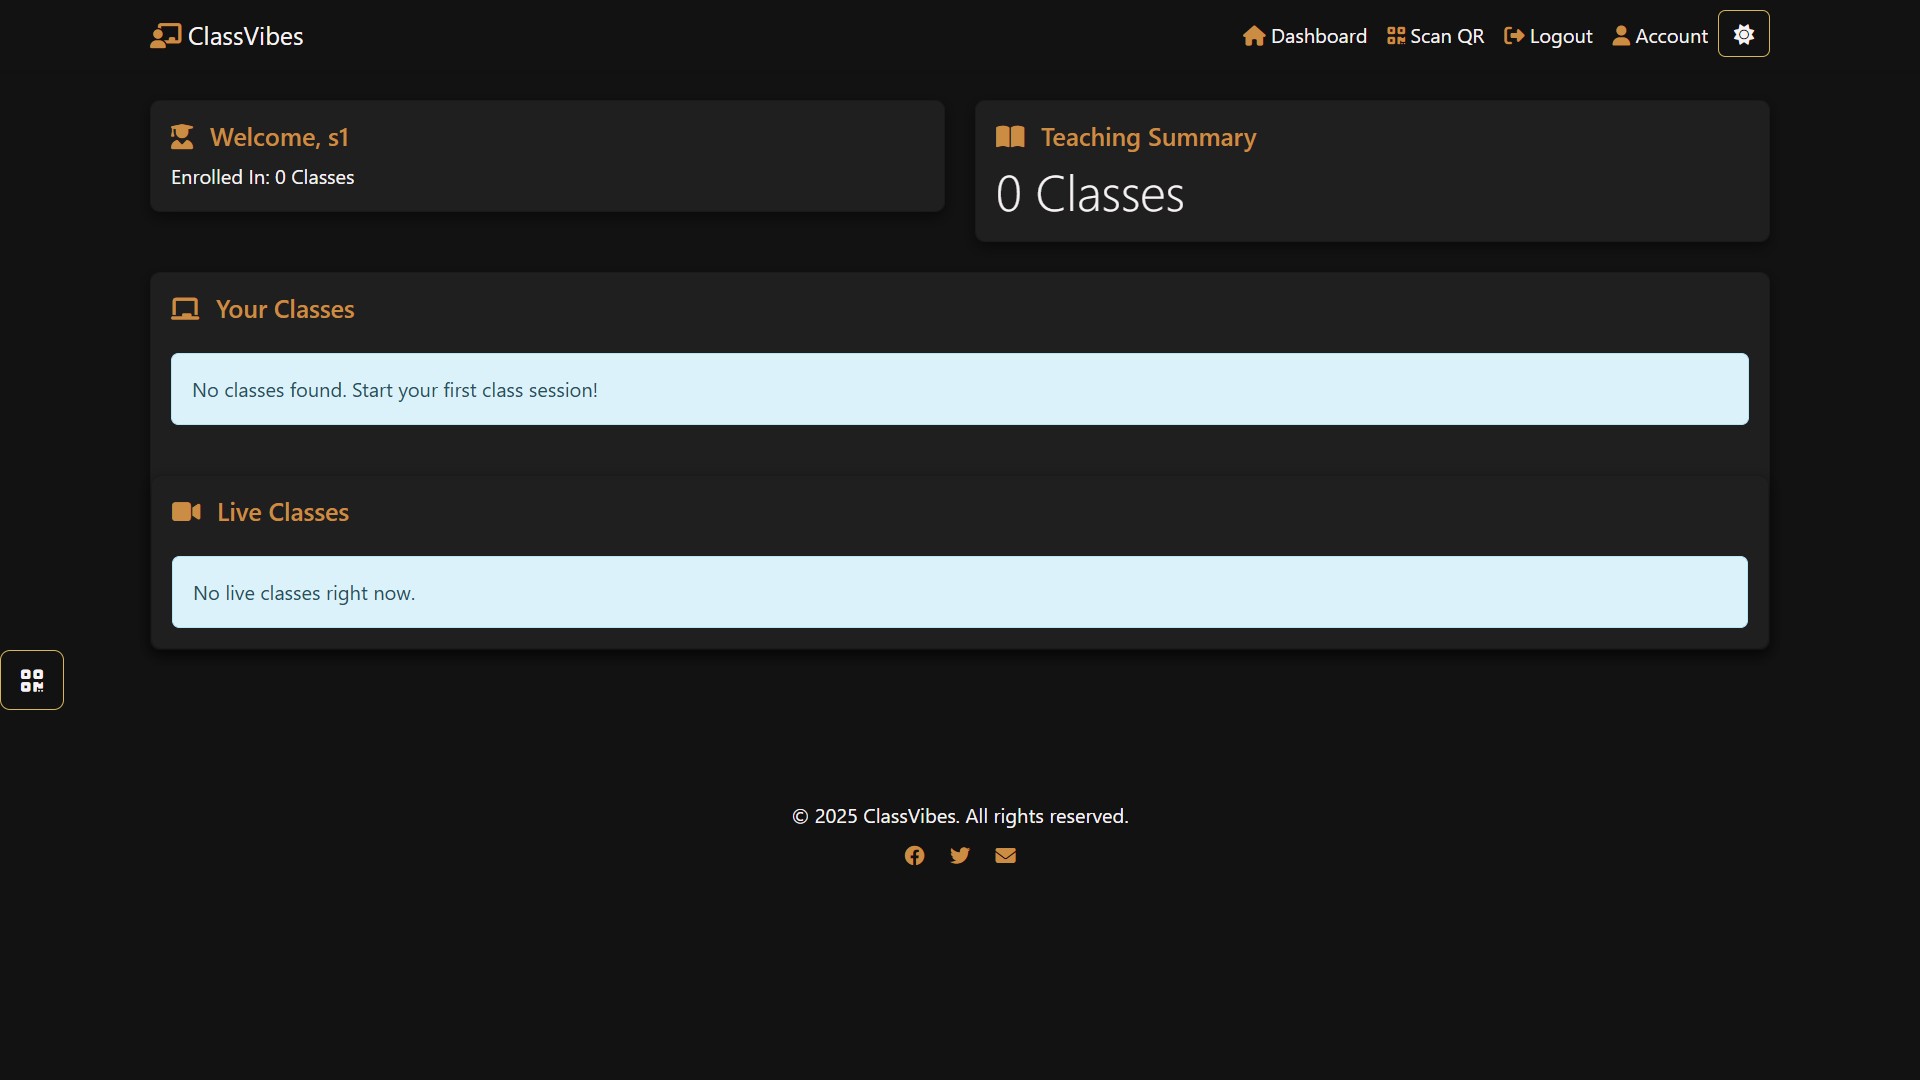 ClassVibes
Dashboard Scan QR Logout Account
Welcome, s1
Enrolled In: 0 Classes
Teaching Summary
0 Classes
Your Classes
No classes found. Start your first class session!
Live Classes
No live classes right now.
© 2025 ClassVibes. All rights reserved.